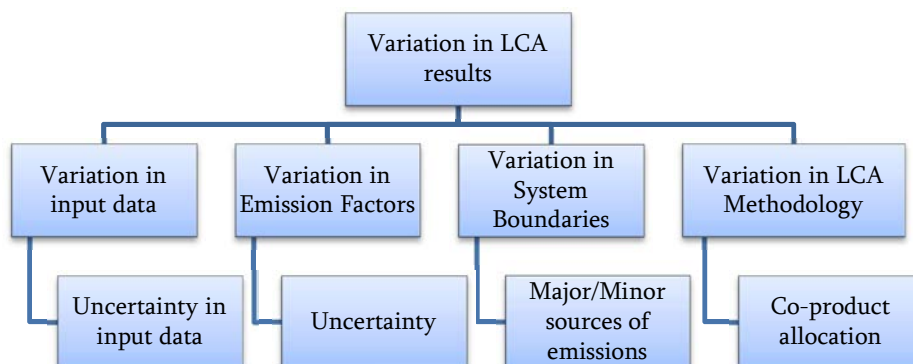 Variation in LCA
results
Variation in
input data
Variation in
Emission Factors
Variation in
System
Boundaries
Variation in LCA
Methodology
Uncertainty in
input data
Uncertainty
Major/Minor
sources of
emissions
Co-product
allocation